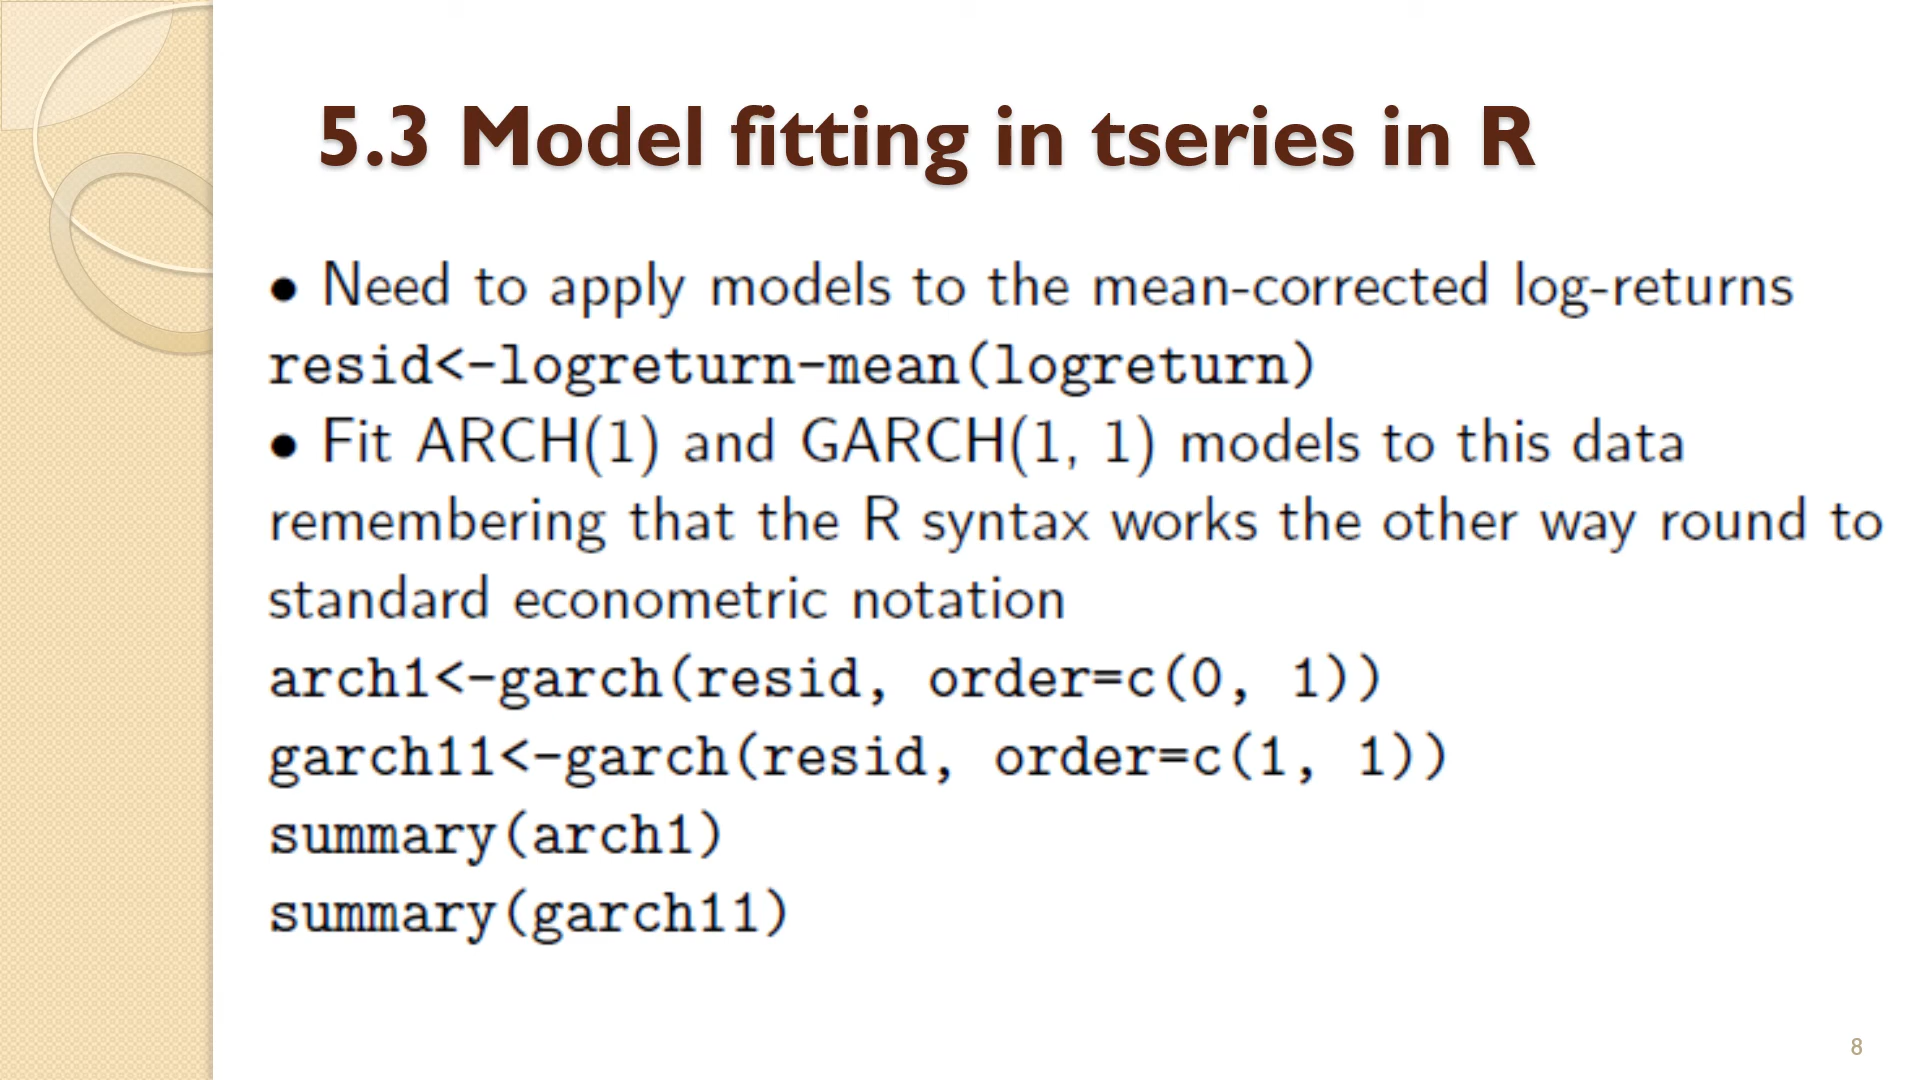 5.3 Model fitting in tseries in R
• Need to apply models to the mean-corrected log-returns
resid<-logreturn-mean(logreturn)
• Fit ARCH(1) and GARCH(1, 1) models to this data
remembering that the R syntax works the other way round to
standard econometric notation
arch1<-garch(resid, order=c(0, 1))
garch11<-garch(resid, order=c(1, 1))
summary(arch1)
summary(garch11)
8